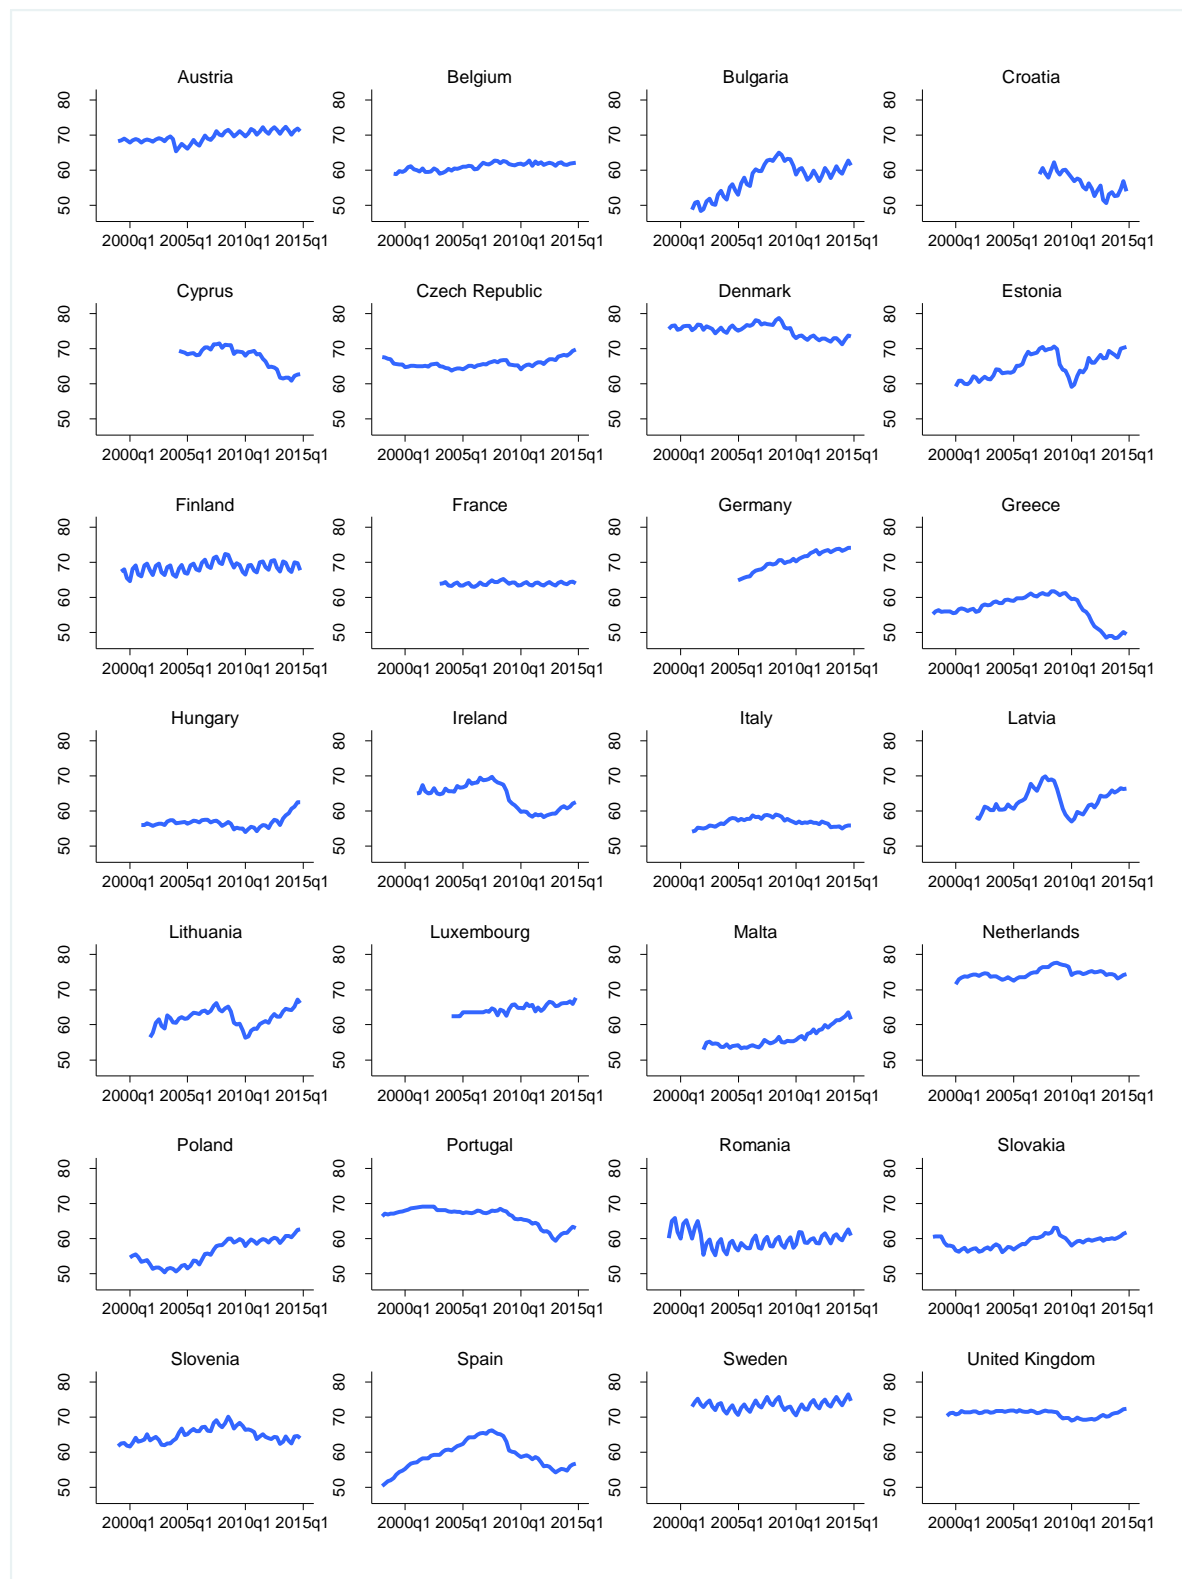 Austria Belgium Bulgaria Croatia
80 80 80 80
70 70 70 70
60 60 60 60
50 50 50 50
2000q1 2005q1 2010q1 2015q1 2000q1 2005q1 2010q1 2015q1 2000q1 2005q1 2010q1 2015q1 2000q1 2005q1 2010q1 2015q1
Cyprus Czech Republic Denmark Estonia
80 80 80 80
70 70 70 70
60 60 60 60
50 50 50 50
2000q1 2005q1 2010q1 2015q1 2000q1 2005q1 2010q1 2015q1 2000q1 2005q1 2010q1 2015q1 2000q1 2005q1 2010q1 2015q1
Finland France Germany Greece
80 80 80 80
70 70 70 70
60 60 60 60
50 50 50 50
2000q1 2005q1 2010q1 2015q1 2000q1 2005q1 2010q1 2015q1 2000q1 2005q1 2010q1 2015q1 2000q1 2005q1 2010q1 2015q1
Hungary Ireland Italy Latvia
80 80 80 80
70 70 70 70
60 60 60 60
50 50 50 50
2000q1 2005q1 2010q1 2015q1 2000q1 2005q1 2010q1 2015q1 2000q1 2005q1 2010q1 2015q1 2000q1 2005q1 2010q1 2015q1
Lithuania Luxembourg Malta Netherlands
80 80 80 80
70 70 70 70
60 60 60 60
50 50 50 50
2000q1 2005q1 2010q1 2015q1 2000q1 2005q1 2010q1 2015q1 2000q1 2005q1 2010q1 2015q1 2000q1 2005q1 2010q1 2015q1
Poland Portugal Romania Slovakia
80 80 80 80
70 70 70 70
60 60 60 60
50 50 50 50
2000q1 2005q1 2010q1 2015q1 2000q1 2005q1 2010q1 2015q1 2000q1 2005q1 2010q1 2015q1 2000q1 2005q1 2010q1 2015q1
Slovenia Spain Sweden United Kingdom
80 80 80 80
70 70 70 70
60 60 60 60
50 50 50 50
2000q1 2005q1 2010q1 2015q1 2000q1 2005q1 2010q1 2015q1 2000q1 2005q1 2010q1 2015q1 2000q1 2005q1 2010q1 2015q1